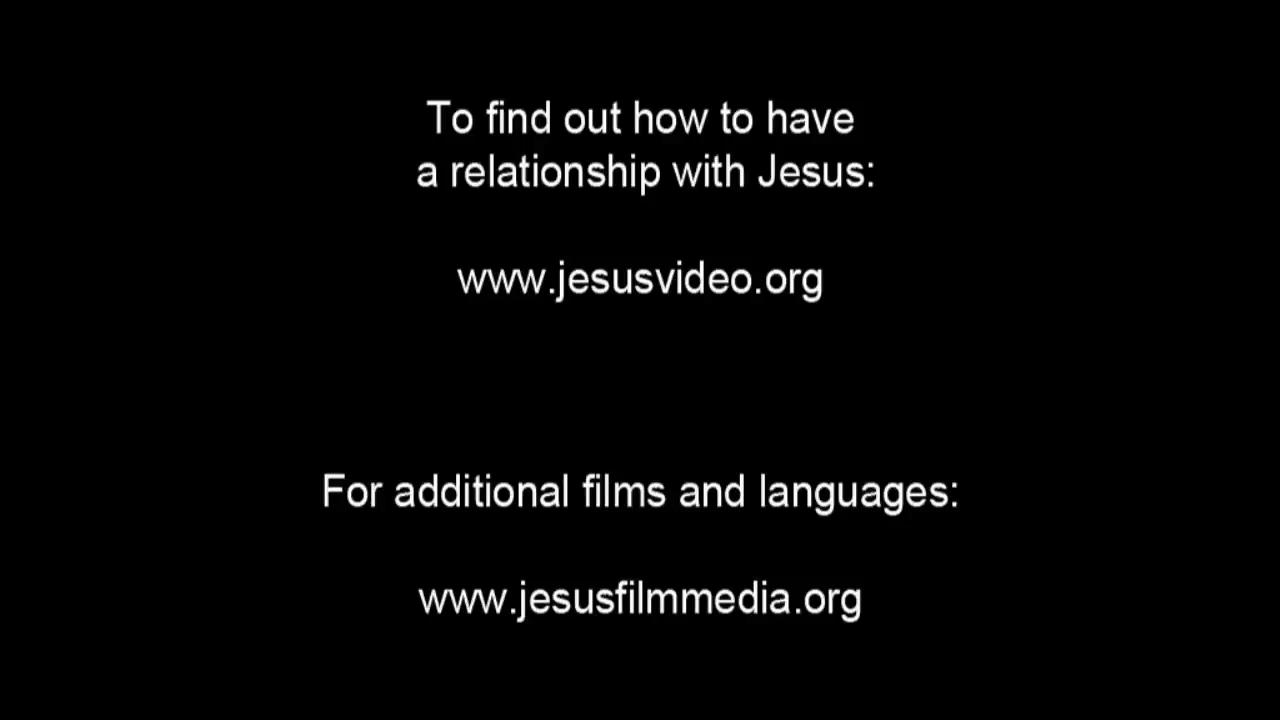 To find out how to have
a relationship with Jesus:
www.jesusvideo.org
For additional films and languages:
www.jesusfilmmedia.org